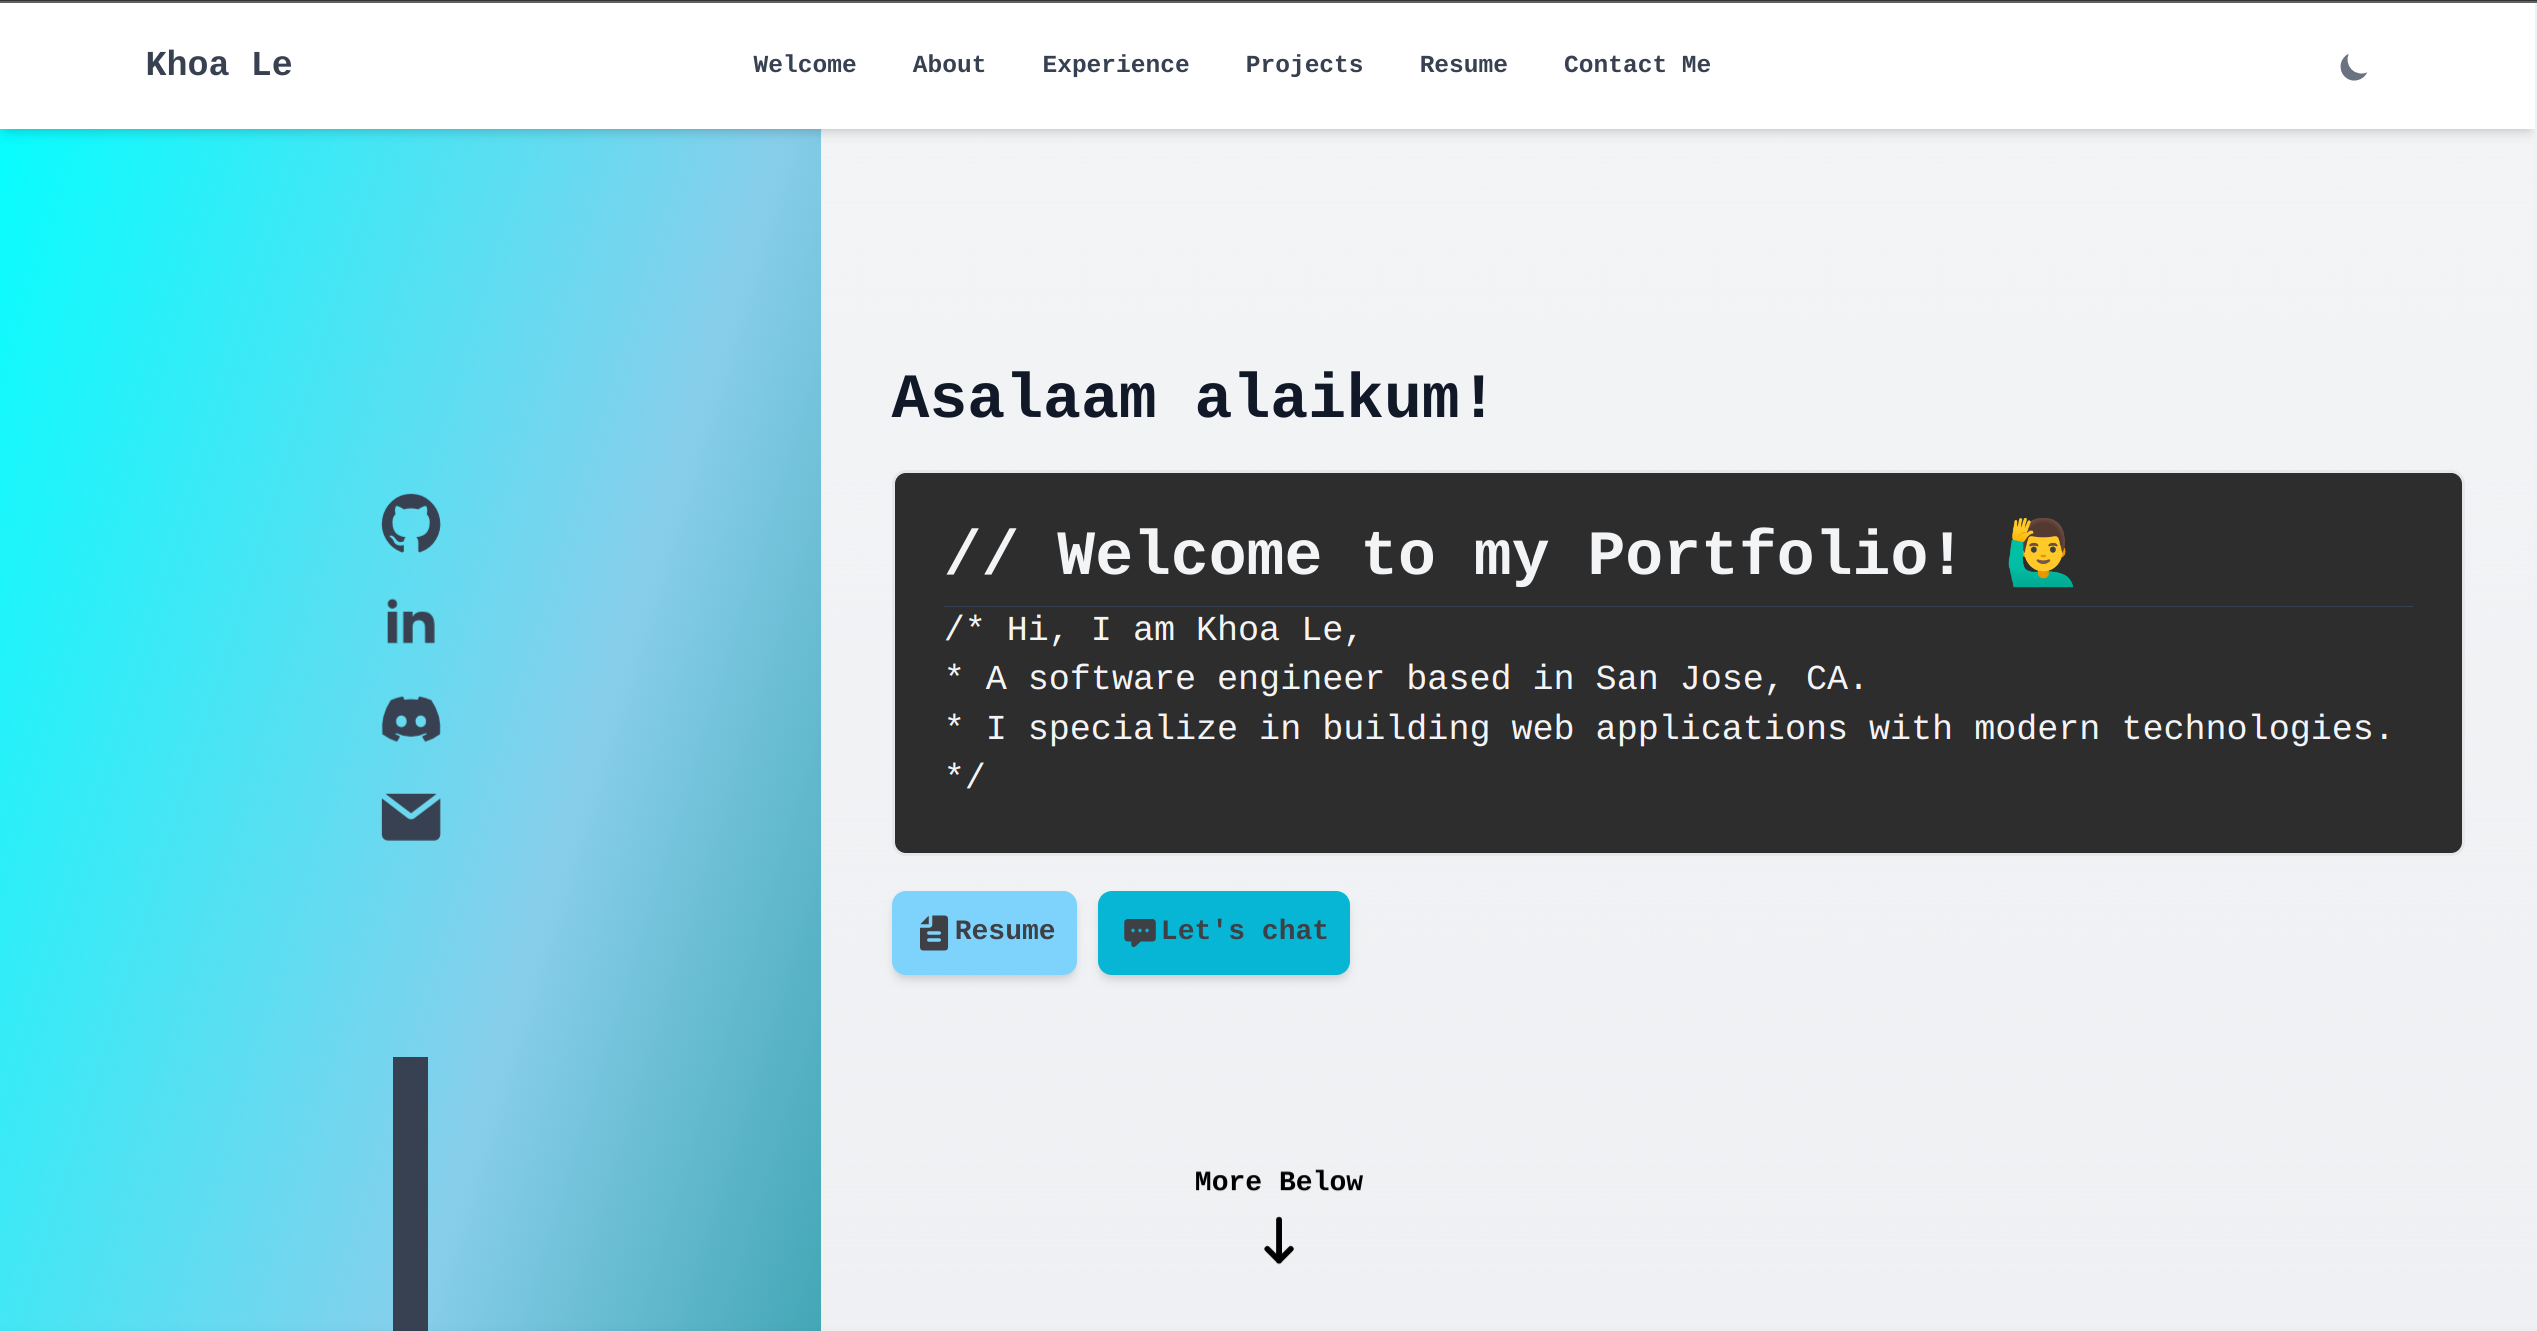 Khoa Le
Welcome About Experience Projects Resume Contact Me
Asalaam alaikum!
// Welcome to my Portfolio! 🙋‍♂️
/* Hi, I am Khoa Le,
* A software engineer based in San Jose, CA.
* I specialize in building web applications with modern technologies.
*/
Resume
Let's chat
More Below